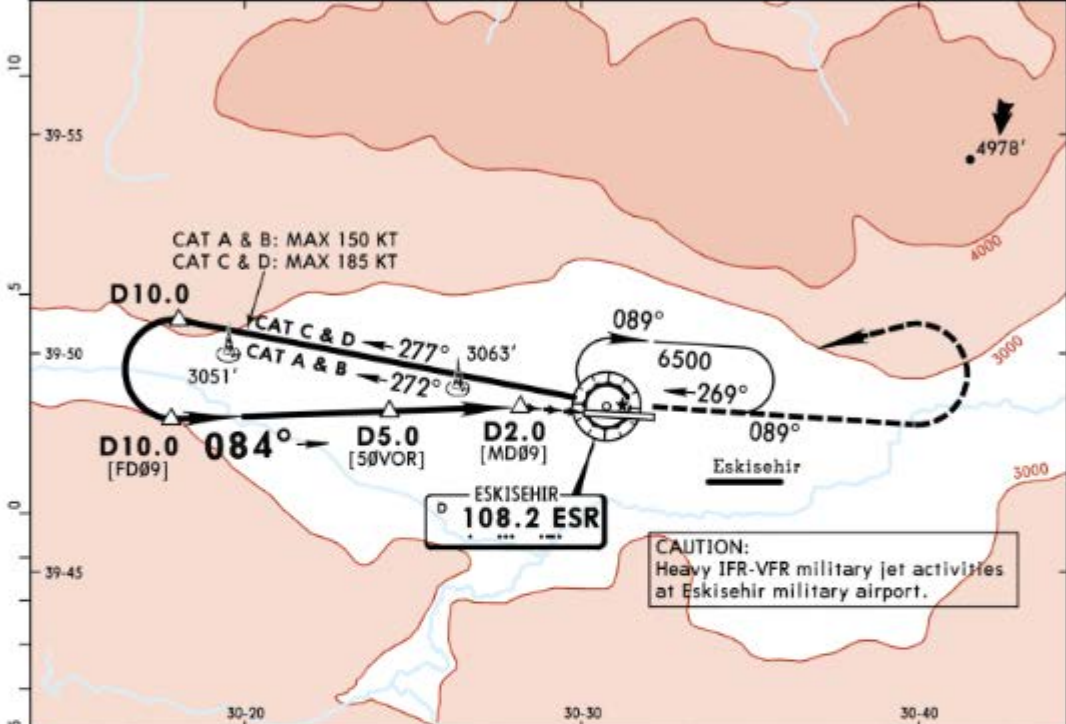 10
39-55
4978'
4000
CAT A & B: MAX 150 KT
CAT C & D: MAX 185 KT
D10.0
5
CAT C & D
277°
089°
3063'
6500
3000
39-50
CAT A & B
272°
3051'
269°
089°
D10.0
[FDØ9]
084°
D5.0
[5ØVOR]
D2.0
[MDØ9]
Eskisehir
3000
ESKISEHIR
D
108.2 ESR
0
CAUTION:
Heavy IFR-VFR military jet activities
at Eskisehir military airport.
39-45
30-20
30-30
30-40